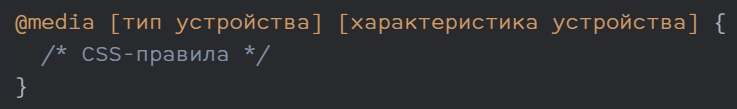 @media [тип устройства] [характеристика устройства] {
  /* CSS-правила */
}